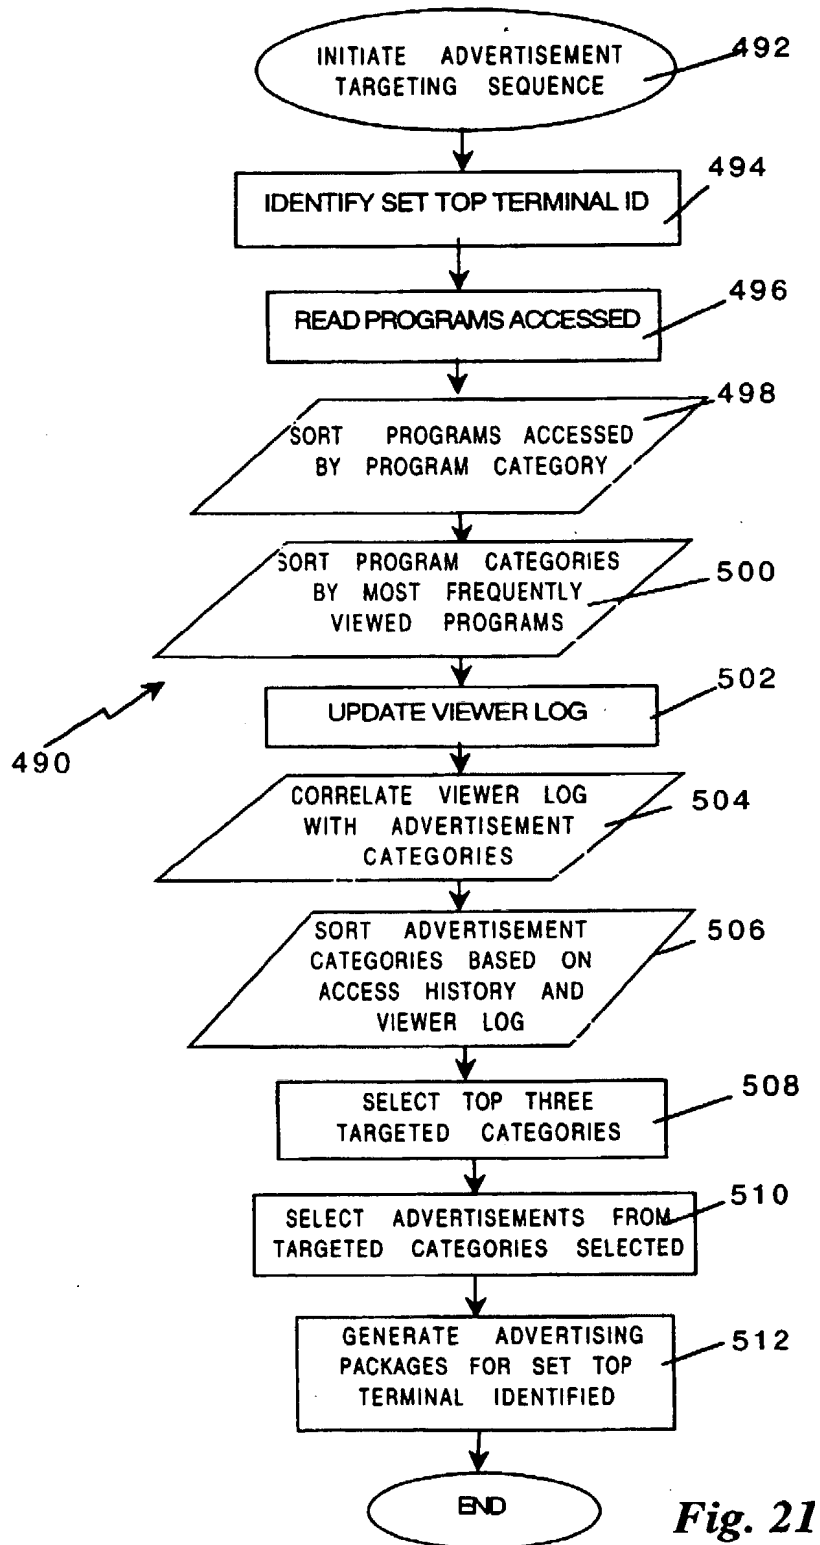 INITIATE ADVERTISEMENT
TARGETING SEQUENCE
492
IDENTIFY SET TOP TERMINAL ID
494
READ PROGRAMS ACCESSED
496
SORT PROGRAMS ACCESSED
BY PROGRAM CATEGORY
498
SORT PROGRAM CATEGORIES
BY MOST FREQUENTLY
VIEWED PROGRAMS
500
UPDATE VIEWER LOG
502
490
CORRELATE VIEWER LOG
WITH ADVERTISEMENT
CATEGORIES
504
SORT ADVERTISEMENT
CATEGORIES BASED ON
ACCESS HISTORY AND
VIEWER LOG
506
SELECT TOP THREE
TARGETED CATEGORIES
508
SELECT ADVERTISEMENTS FROM
TARGETED CATEGORIES SELECTED
510
GENERATE ADVERTISING
PACKAGES FOR SET TOP
TERMINAL IDENTIFIED
512
END
Fig. 21